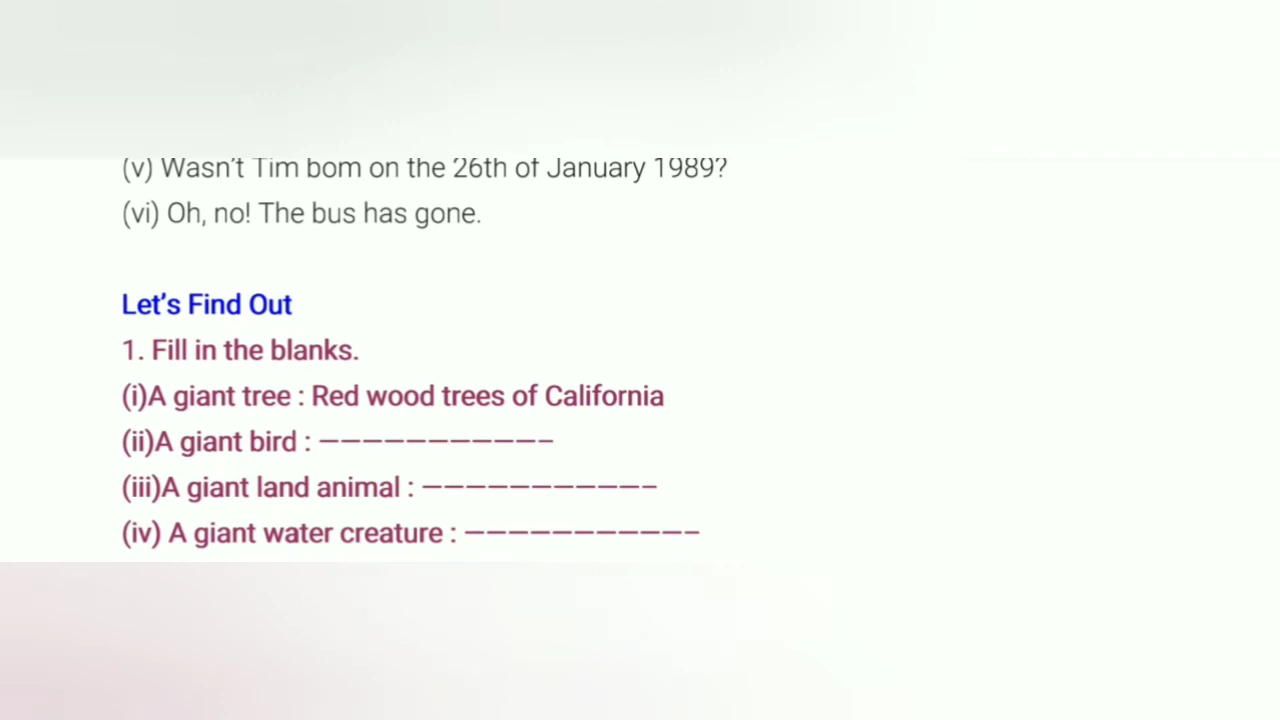 (v) Wasn't Tim bom on the 26th of January 1989?
(vi) Oh, no! The bus has gone.
Let's Find Out
1. Fill in the blanks.
(i)A giant tree : Red wood trees of California
(ii)A giant bird : ———————————–
(iii)A giant land animal : ———————————–
(iv) A giant water creature : ———————————–